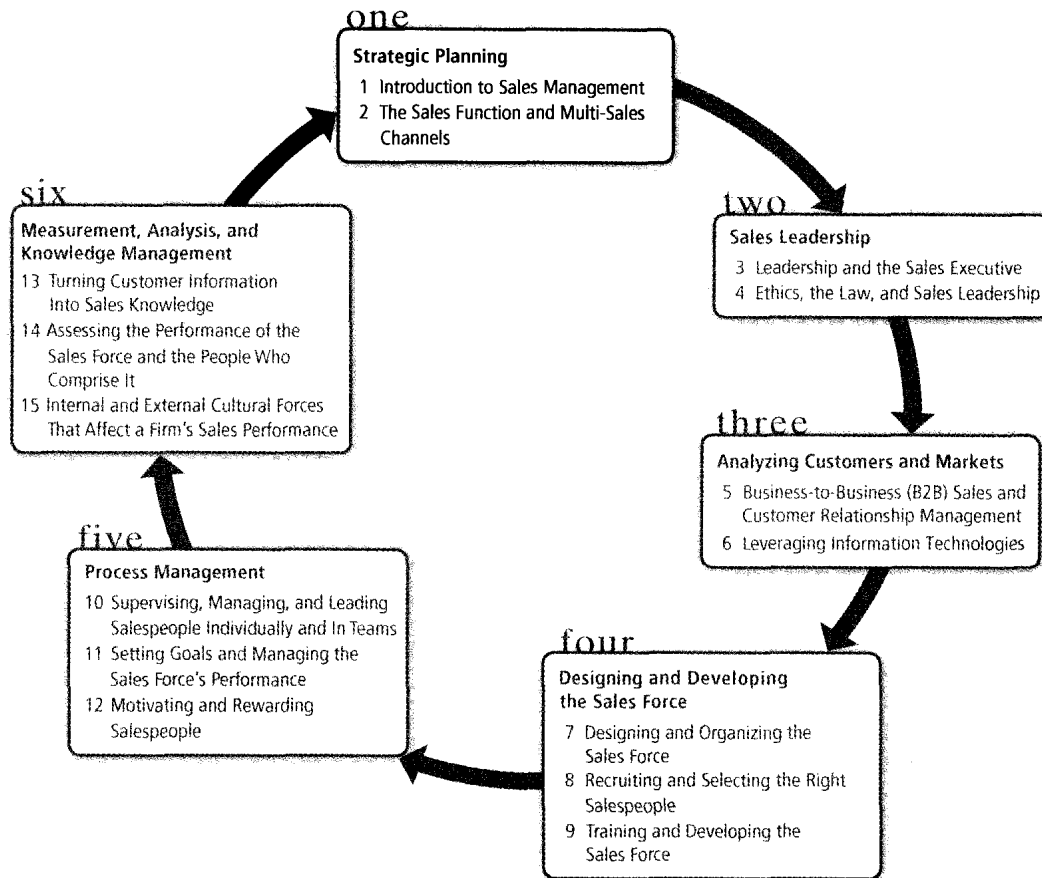 one
Strategic Planning
1 Introduction to Sales Management
2 The Sales Function and Multi-Sales
Channels
two
Sales Leadership
3 Leadership and the Sales Executive
4 Ethics, the Law, and Sales Leadership
three
Analyzing Customers and Markets
5 Business-to-Business (B2B) Sales and
Customer Relationship Management
6 Leveraging Information Technologies
four
Designing and Developing
the Sales Force
7 Designing and Organizing the
Sales Force
8 Recruiting and Selecting the Right
Salespeople
9 Training and Developing the
Sales Force
five
Process Management
10 Supervising, Managing, and Leading
Salespeople Individually and In Teams
11 Setting Goals and Managing the
Sales Force's Performance
12 Motivating and Rewarding
Salespeople
six
Measurement, Analysis, and
Knowledge Management
13 Turning Customer Information
Into Sales Knowledge
14 Assessing the Performance of the
Sales Force and the People Who
Comprise It
15 Internal and External Cultural Forces
That Affect a Firm's Sales Performance